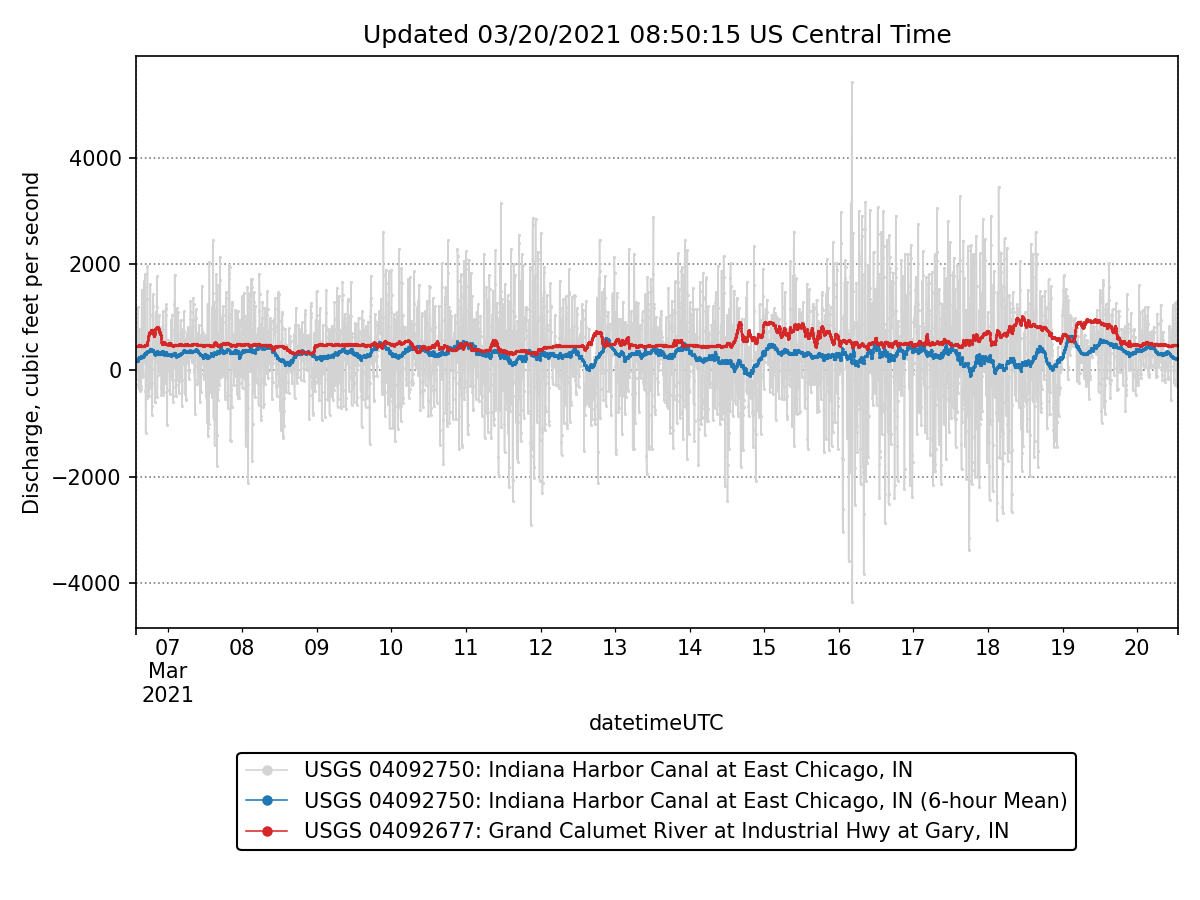 Updated 03/20/2021 08:50:15 US Central Time
Discharge, cubic feet per second
4000
2000
0
−2000
−4000
07 08 09 10 11 12 13 14 15 16 17 18 19 20
Mar
2021
datetimeUTC
USGS 04092750: Indiana Harbor Canal at East Chicago, IN
USGS 04092750: Indiana Harbor Canal at East Chicago, IN (6-hour Mean)
USGS 04092677: Grand Calumet River at Industrial Hwy at Gary, IN